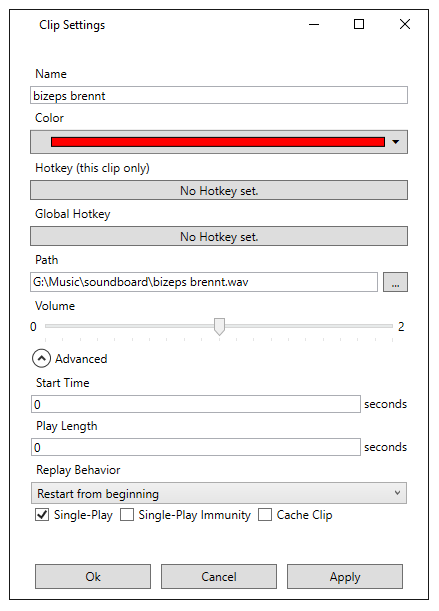 Clip Settings
Name
bizeps brennt
Color
Hotkey (this clip only)
No Hotkey set.
Global Hotkey
No Hotkey set.
Path
G:\Music\soundboard\bizeps brennt.wav ...
Volume
0 2
Advanced
Start Time
0 seconds
Play Length
0 seconds
Replay Behavior
Restart from beginning
Single-Play Single-Play Immunity Cache Clip
Ok Cancel Apply